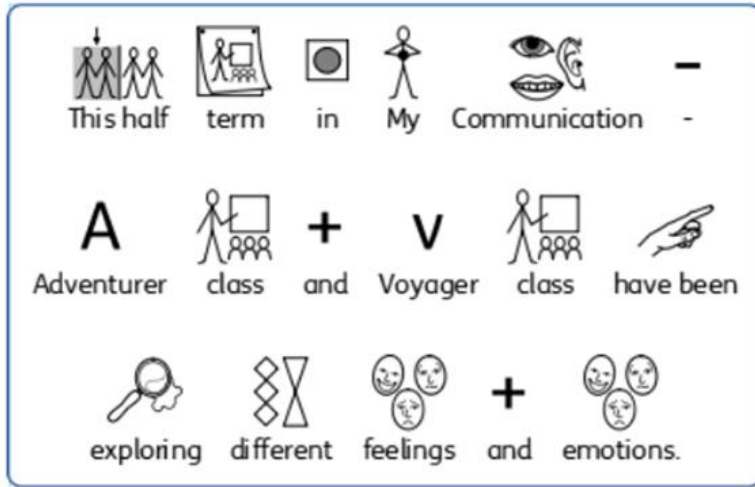 This half term in My Communication -
A v
Adventurer class and Voyager class have been
exploring different feelings and emotions.